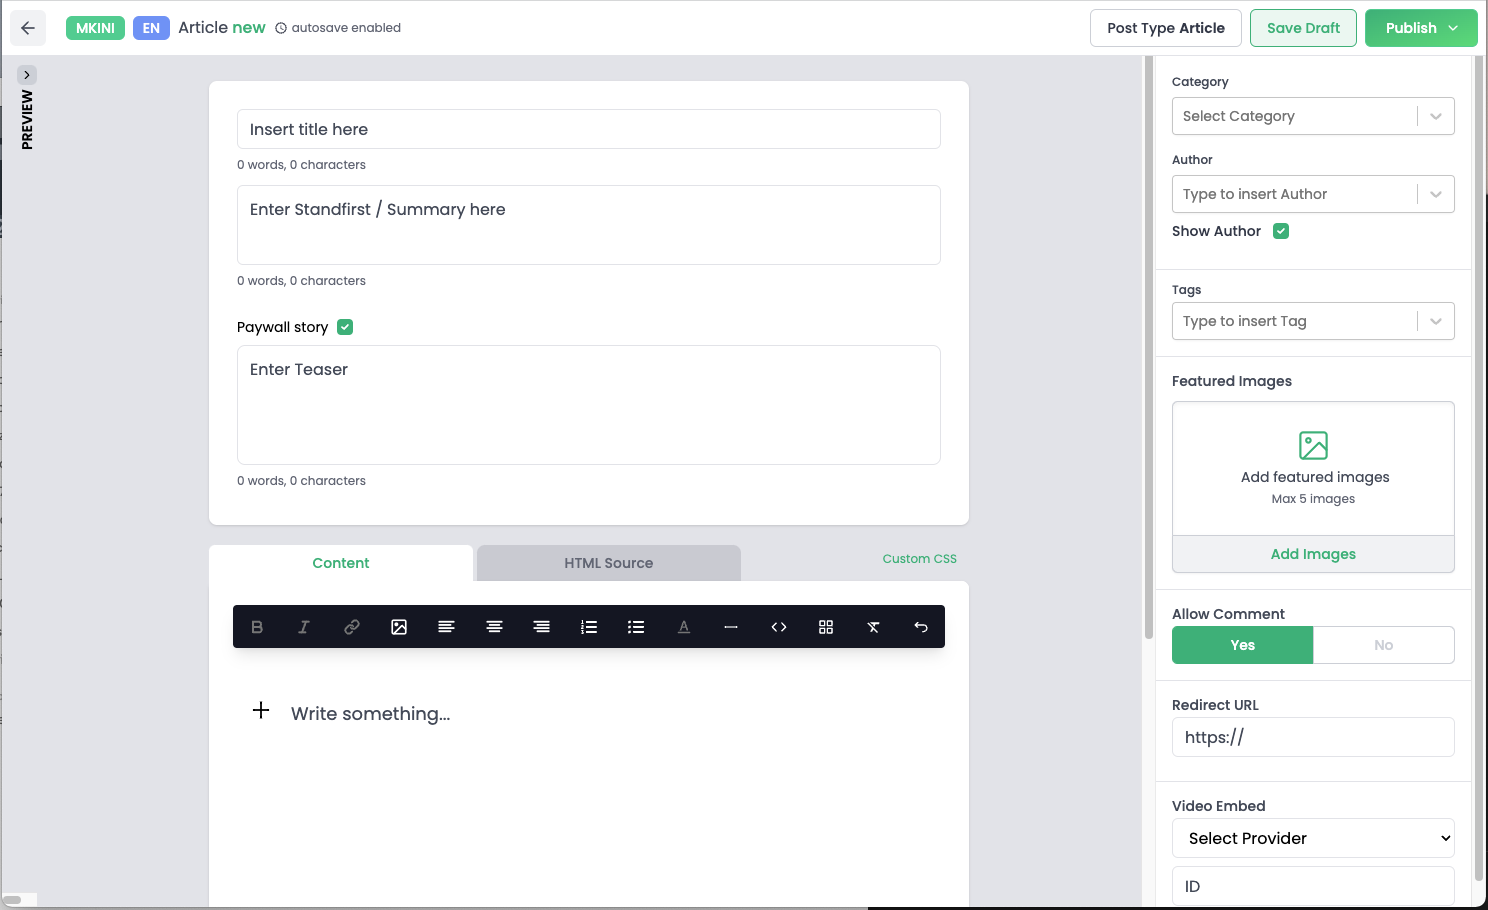 MKINI EN Article new autosave enabled
Post Type Article Save Draft Publish
PREVIEW
Insert title here
0 words, 0 characters
Enter Standfirst / Summary here
0 words, 0 characters
Paywall story
Enter Teaser
0 words, 0 characters
Content HTML Source Custom CSS
B I A
Write something...
Category
Select Category
Author
Type to insert Author
Show Author
Tags
Type to insert Tag
Featured Images
Add featured images
Max 5 images
Add Images
Allow Comment
Yes No
Redirect URL
https://
Video Embed
Select Provider
ID